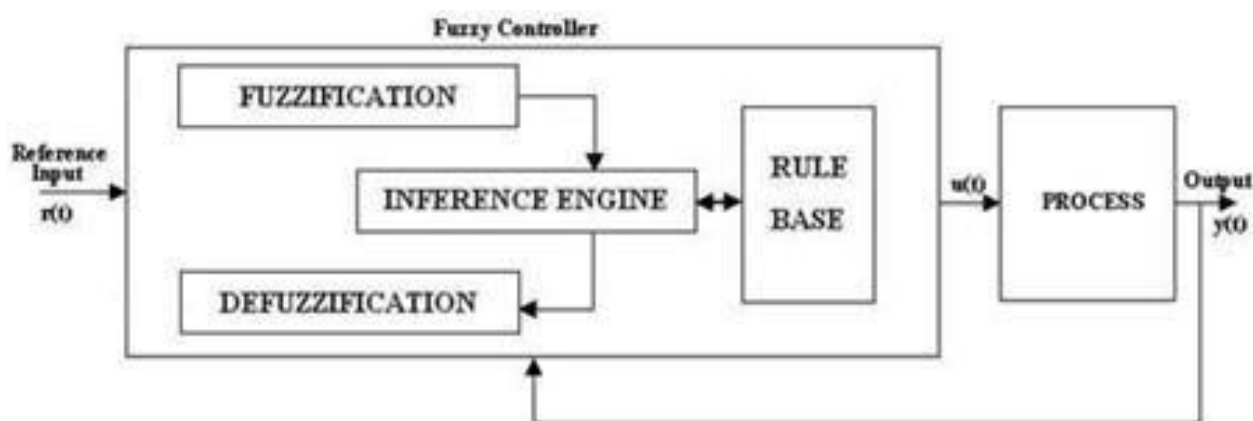 Fuzzy Controller
FUZZIFICATION
Reference
Input
r(t)
INFERENCE ENGINE
RULE
BASE
DEFUZZIFICATION
u(t)
PROCESS
Output
y(t)